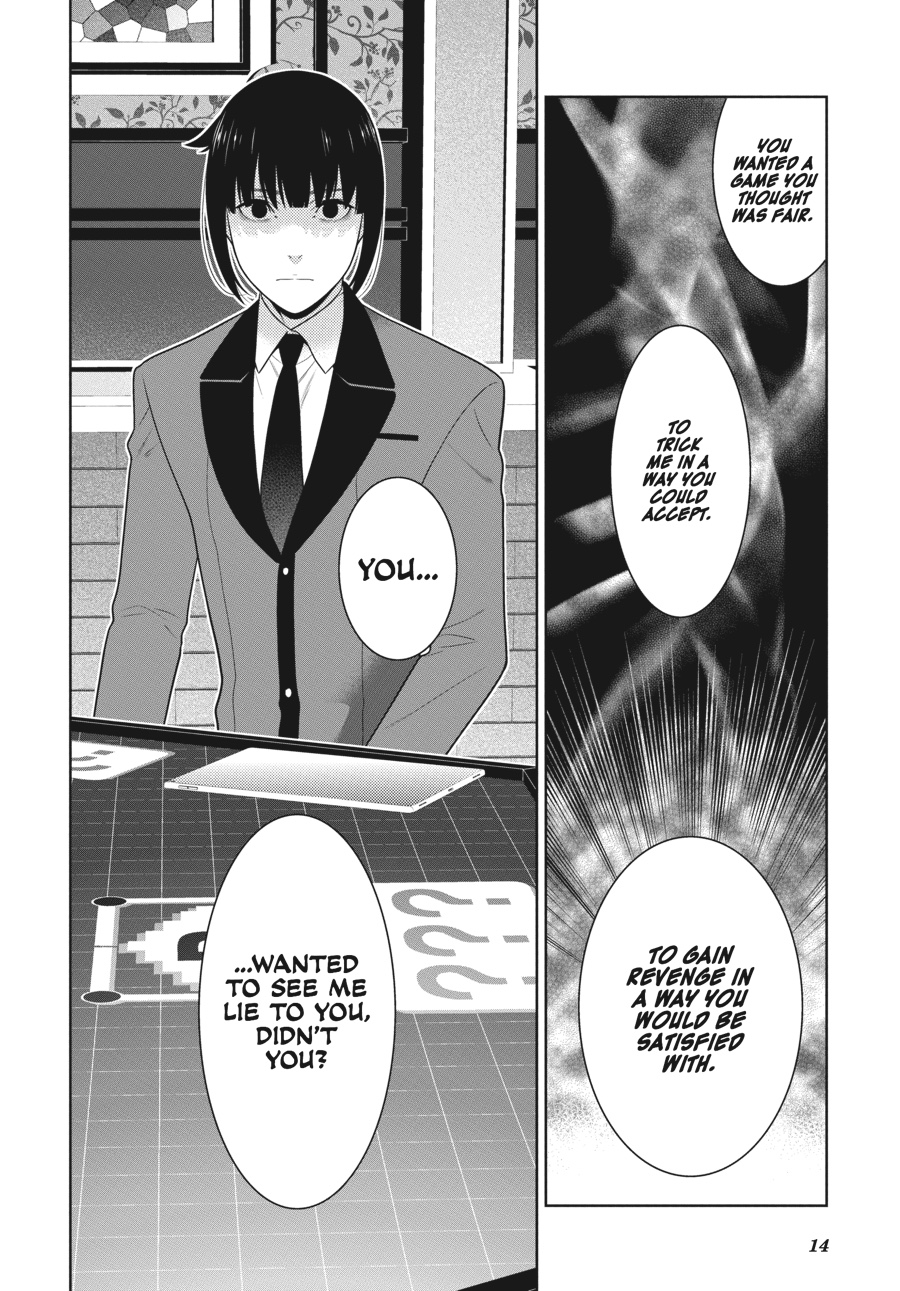 YOU
WANTED A
GAME YOU
THOUGHT
WAS FAIR.
TO
TRICK
ME IN A
WAY YOU
COULD
ACCEPT.
TO GAIN
REVENGE IN
A WAY YOU
WOULD BE
SATISFIED
WITH.
YOU...
...WANTED
TO SEE ME
LIE TO YOU,
DIDN'T
YOU?
???
14